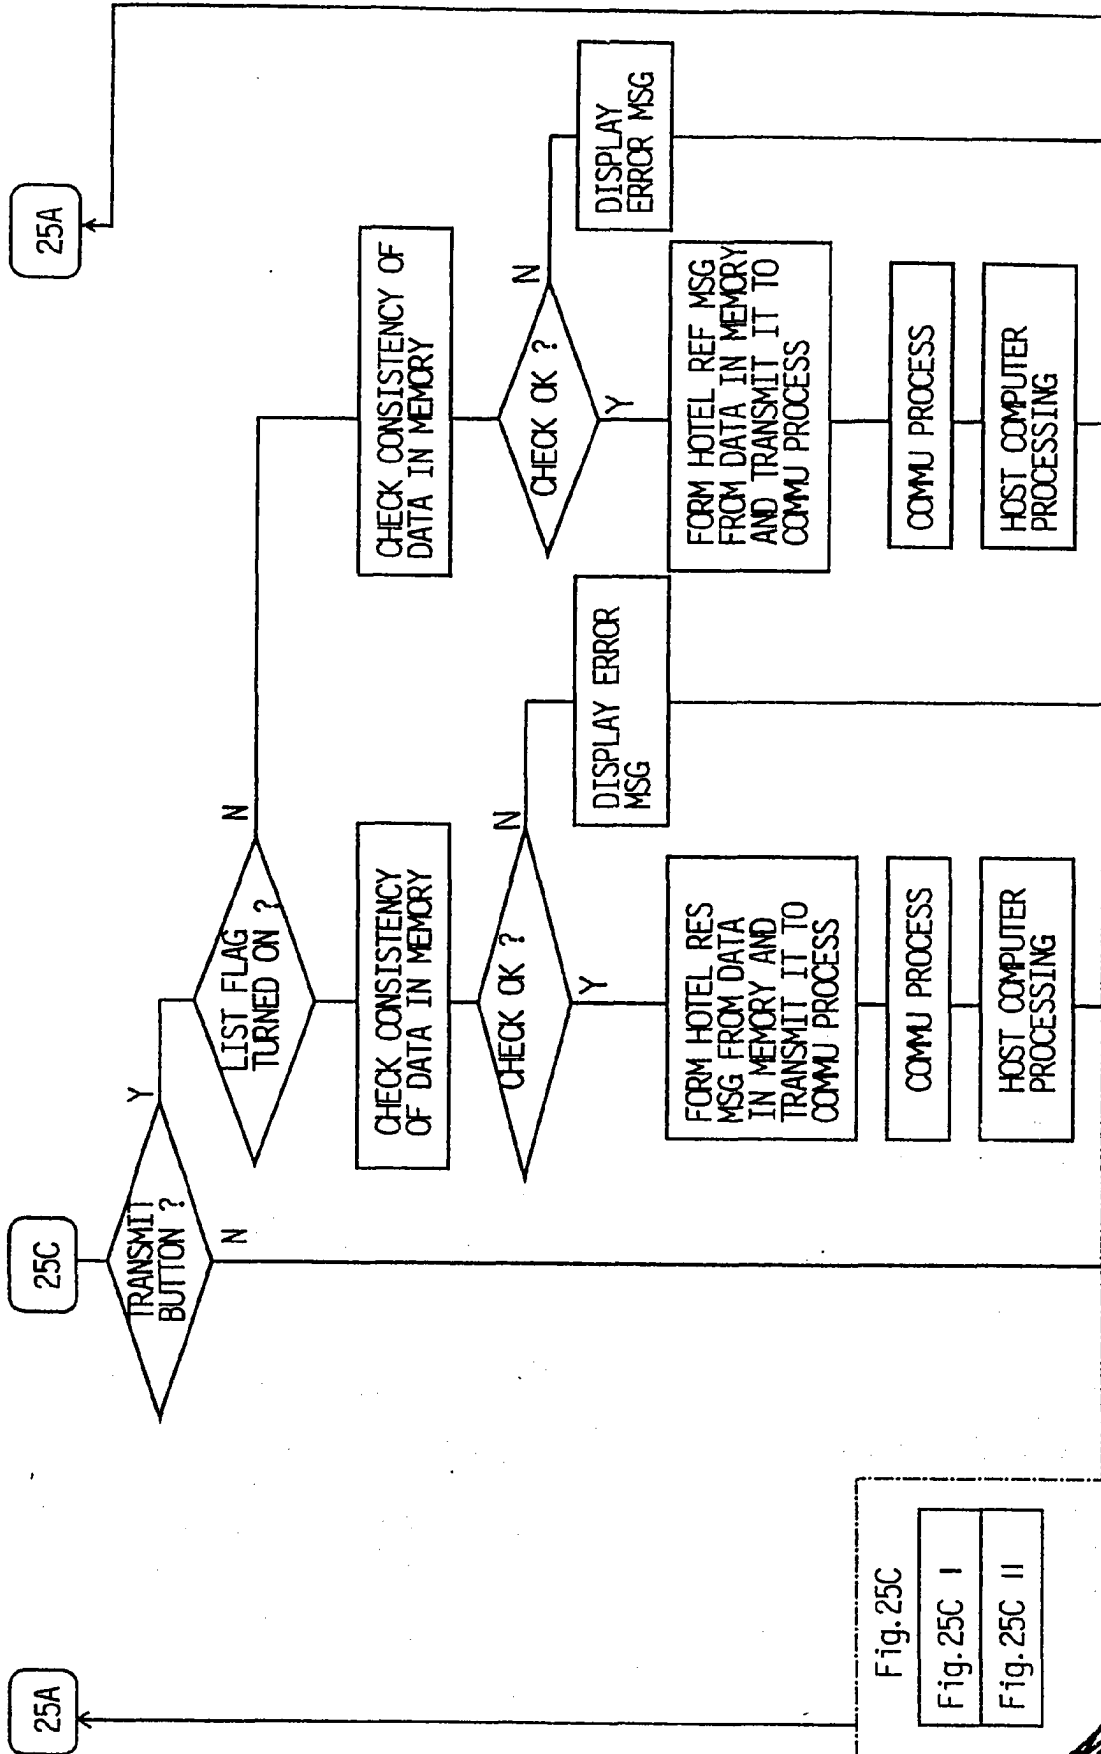 25A
25C
25A
TRANSMIT
BUTTON ?
Y
N
LIST FLAG
TURNED ON ?
N
CHECK CONSISTENCY
OF DATA IN MEMORY
CHECK CONSISTENCY OF
DATA IN MEMORY
CHECK OK ?
N
Y
CHECK OK ?
N
Y
DISPLAY ERROR
MSG
DISPLAY
ERROR MSG
FORM HOTEL RES
MSG FROM DATA
IN MEMORY AND
TRANSMIT IT TO
COMMU PROCESS
FORM HOTEL REF MSG
FROM DATA IN MEMORY
AND TRANSMIT IT TO
COMMU PROCESS
COMMU PROCESS
COMMU PROCESS
HOST COMPUTER
PROCESSING
HOST COMPUTER
PROCESSING
Fig.25C
Fig.25C I
Fig.25C II